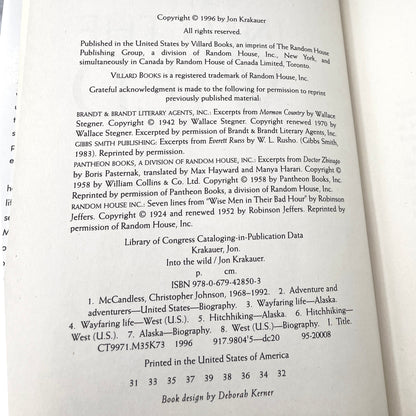 Copyright © 1996 by Jon Krakauer
All rights reserved.
Published in the United States by Villard Books, an imprint of The Random House
Publishing Group, a division of Random House, Inc., New York, and
simultaneously in Canada by Random House of Canada Limited, Toronto.
VILLARD BOOKS is a registered trademark of Random House, Inc.
Grateful acknowledgment is made to the following for permission to reprint
previously published material:
BRANDT & BRANDT LITERARY AGENTS, INC.: Excerpts from Mormon Country by Wallace
Stegner. Copyright © 1942 by Wallace Stegner. Copyright renewed 1970 by
Wallace Stegner. Excerpted by permission of Brandt & Brandt Literary Agents, Inc.
GIBBS SMITH PUBLISHING: Excerpts from Everett Ruess by W. L. Rusho. (Gibbs Smith,
1983). Reprinted by permission.
PANTHEON BOOKS, A DIVISION OF RANDOM HOUSE, INC.: Excerpts from Doctor Zhivago
by Boris Pasternak, translated by Max Hayward and Manya Harari. Copyright ©
1958 by William Collins & Co. Ltd. Copyright © 1958 by Pantheon Books, Inc.
Reprinted by permission of Pantheon Books, a division of Random House, Inc.
RANDOM HOUSE INC.: Seven lines from "Wise Men in Their Bad Hour" by Robinson
Jeffers. Copyright © 1924 and renewed 1952 by Robinson Jeffers. Reprinted by
permission of Random House, Inc.
Library of Congress Cataloging-in-Publication Data
Krakauer, Jon.
Into the wild / Jon Krakauer.
p. cm.
ISBN 978-0-679-42850-3
1. McCandless, Christopher Johnson, 1968–1992. 2. Adventure and
adventurers—United States—Biography. 3. Wayfaring life—Alaska.
4. Wayfaring life—West (U.S.). 5. Hitchhiking—Alaska. 6. Hitchhiking—
West (U.S.). 7. Alaska—Biography. 8. West (U.S.)—Biography. I. Title.
CT9971.M35K73 1996 917.9804'5—dc20 95-20008
Printed in the United States of America
31 33 35 37 39 38 36 34 32
Book design by Deborah Kerner